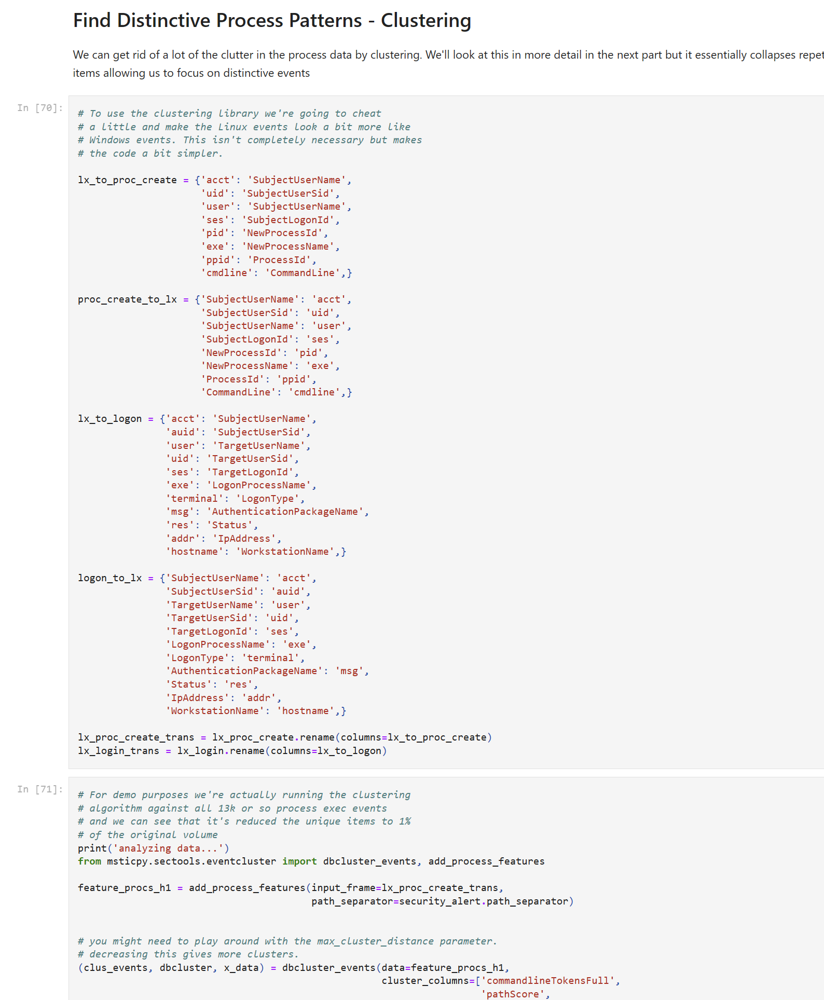 Find Distinctive Process Patterns - Clustering
We can get rid of a lot of the clutter in the process data by clustering. We'll look at this in more detail in the next part but it essentially collapses repet
items allowing us to focus on distinctive events
In [70]:
# To use the clustering library we're going to cheat
# a little and make the Linux events look a bit more like
# Windows events. This isn't completely necessary but makes
# the code a bit simpler.
lx_to_proc_create = {'acct': 'SubjectUserName',
'uid': 'SubjectUserSid',
'user': 'SubjectUserName',
'ses': 'SubjectLogonId',
'pid': 'NewProcessId',
'exe': 'NewProcessName',
'ppid': 'ProcessId',
'cmdline': 'CommandLine',}
proc_create_to_lx = {'SubjectUserName': 'acct',
'SubjectUserSid': 'uid',
'SubjectUserName': 'user',
'SubjectLogonId': 'ses',
'NewProcessId': 'pid',
'NewProcessName': 'exe',
'ProcessId': 'ppid',
'CommandLine': 'cmdline',}
lx_to_logon = {'acct': 'SubjectUserName',
'auid': 'SubjectUserSid',
'user': 'TargetUserName',
'uid': 'TargetUserSid',
'ses': 'TargetLogonId',
'exe': 'LogonProcessName',
'terminal': 'LogonType',
'msg': 'AuthenticationPackageName',
'res': 'Status',
'addr': 'IpAddress',
'hostname': 'WorkstationName',}
logon_to_lx = {'SubjectUserName': 'acct',
'SubjectUserSid': 'auid',
'TargetUserName': 'user',
'TargetUserSid': 'uid',
'TargetLogonId': 'ses',
'LogonProcessName': 'exe',
'LogonType': 'terminal',
'AuthenticationPackageName': 'msg',
'Status': 'res',
'IpAddress': 'addr',
'WorkstationName': 'hostname',}
lx_proc_create_trans = lx_proc_create.rename(columns=lx_to_proc_create)
lx_login_trans = lx_login.rename(columns=lx_to_logon)
In [71]:
# For demo purposes we're actually running the clustering
# algorithm against all 13k or so process exec events
# and we can see that it's reduced the unique items to 1%
# of the original volume
print('analyzing data...')
from msticpy.sectools.eventcluster import dbcluster_events, add_process_features
feature_procs_h1 = add_process_features(input_frame=lx_proc_create_trans,
path_separator=security_alert.path_separator)
# you might need to play around with the max_cluster_distance parameter.
# decreasing this gives more clusters.
(clus_events, dbcluster, x_data) = dbcluster_events(data=feature_procs_h1,
cluster_columns=['commandlineTokensFull',
'pathScore',